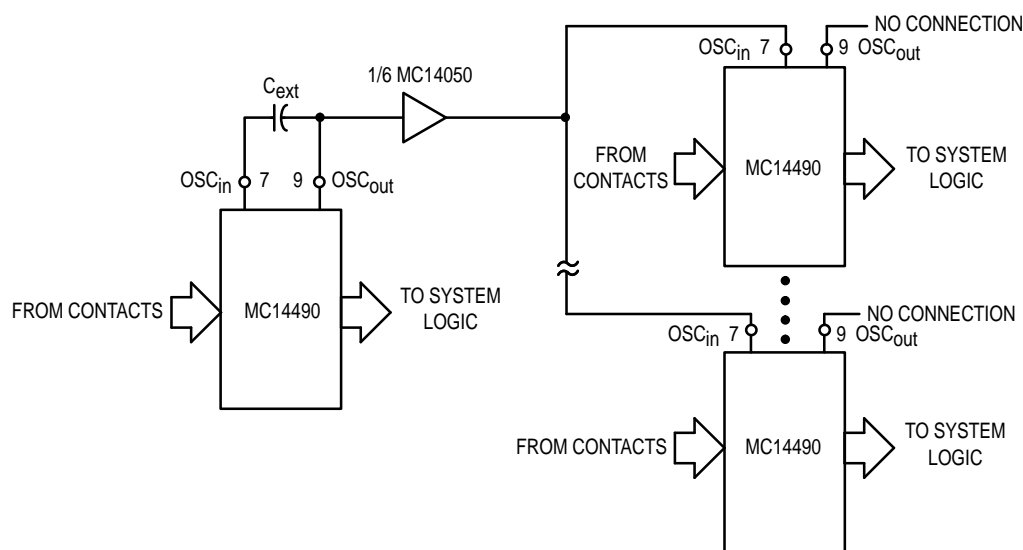 NO CONNECTION
OSCin 7
9 OSCout
1/6 MC14050
Cext
FROM
CONTACTS
MC14490
TO SYSTEM
LOGIC
OSCin 7
9 OSCout
FROM CONTACTS
MC14490
TO SYSTEM
LOGIC
NO CONNECTION
OSCin 7
9 OSCout
FROM CONTACTS
MC14490
TO SYSTEM
LOGIC